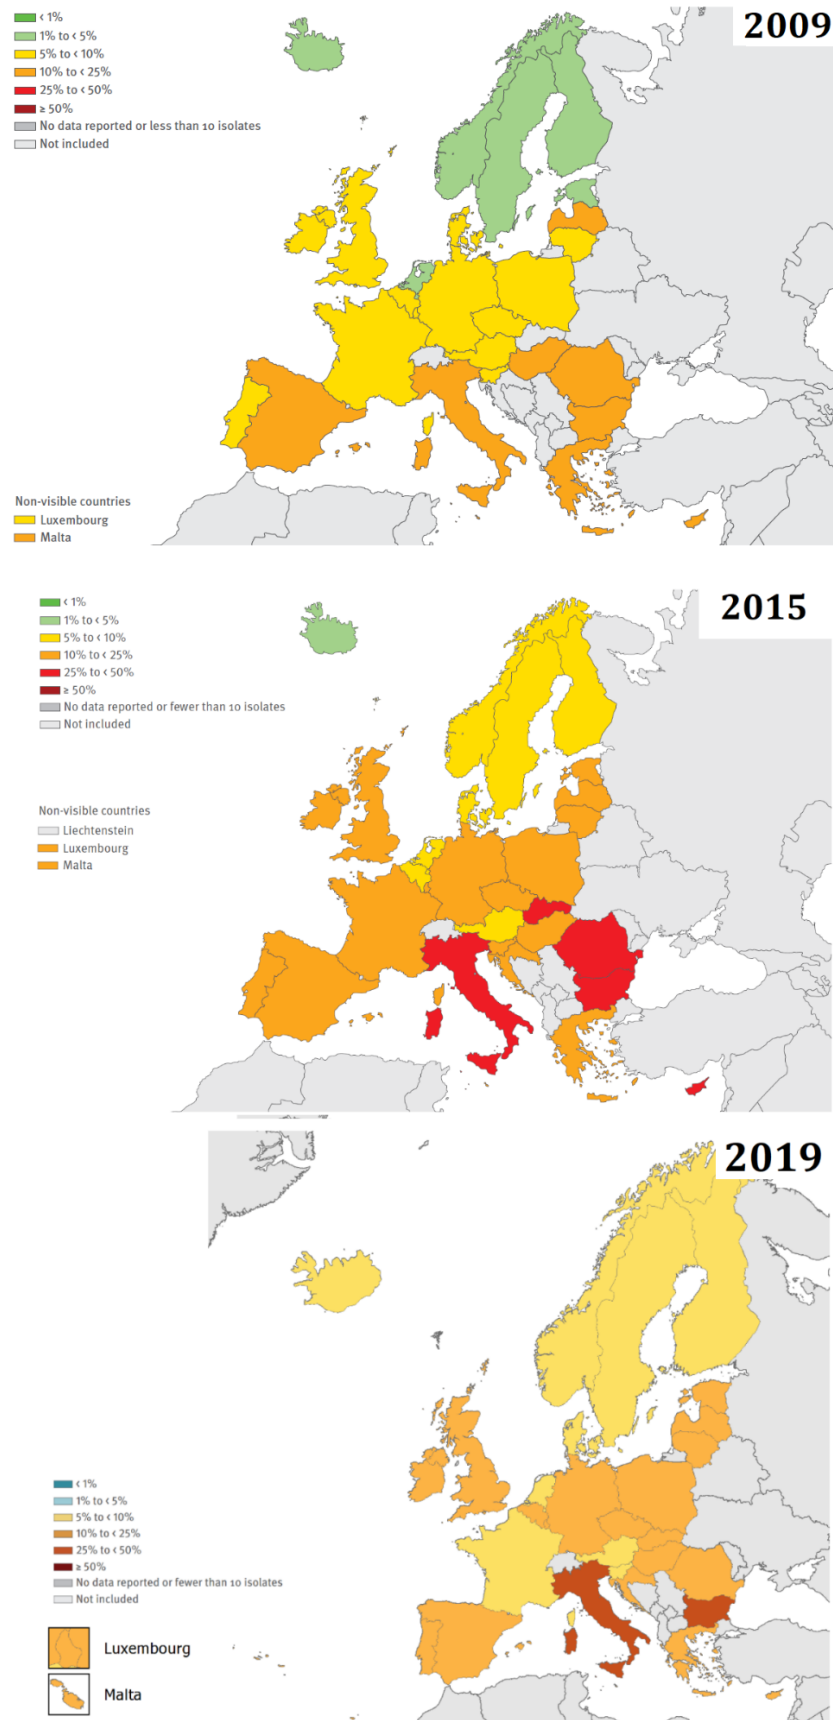 2009
< 1%
1% to < 5%
5% to < 10%
10% to < 25%
25% to < 50%
≥ 50%
No data reported or less than 10 isolates
Not included
Non-visible countries
Luxembourg
Malta
2015
< 1%
1% to < 5%
5% to < 10%
10% to < 25%
25% to < 50%
≥ 50%
No data reported or fewer than 10 isolates
Not included
Non-visible countries
Liechtenstein
Luxembourg
Malta
2019
< 1%
1% to < 5%
5% to < 10%
10% to < 25%
25% to < 50%
≥ 50%
No data reported or fewer than 10 isolates
Not included
Luxembourg
Malta